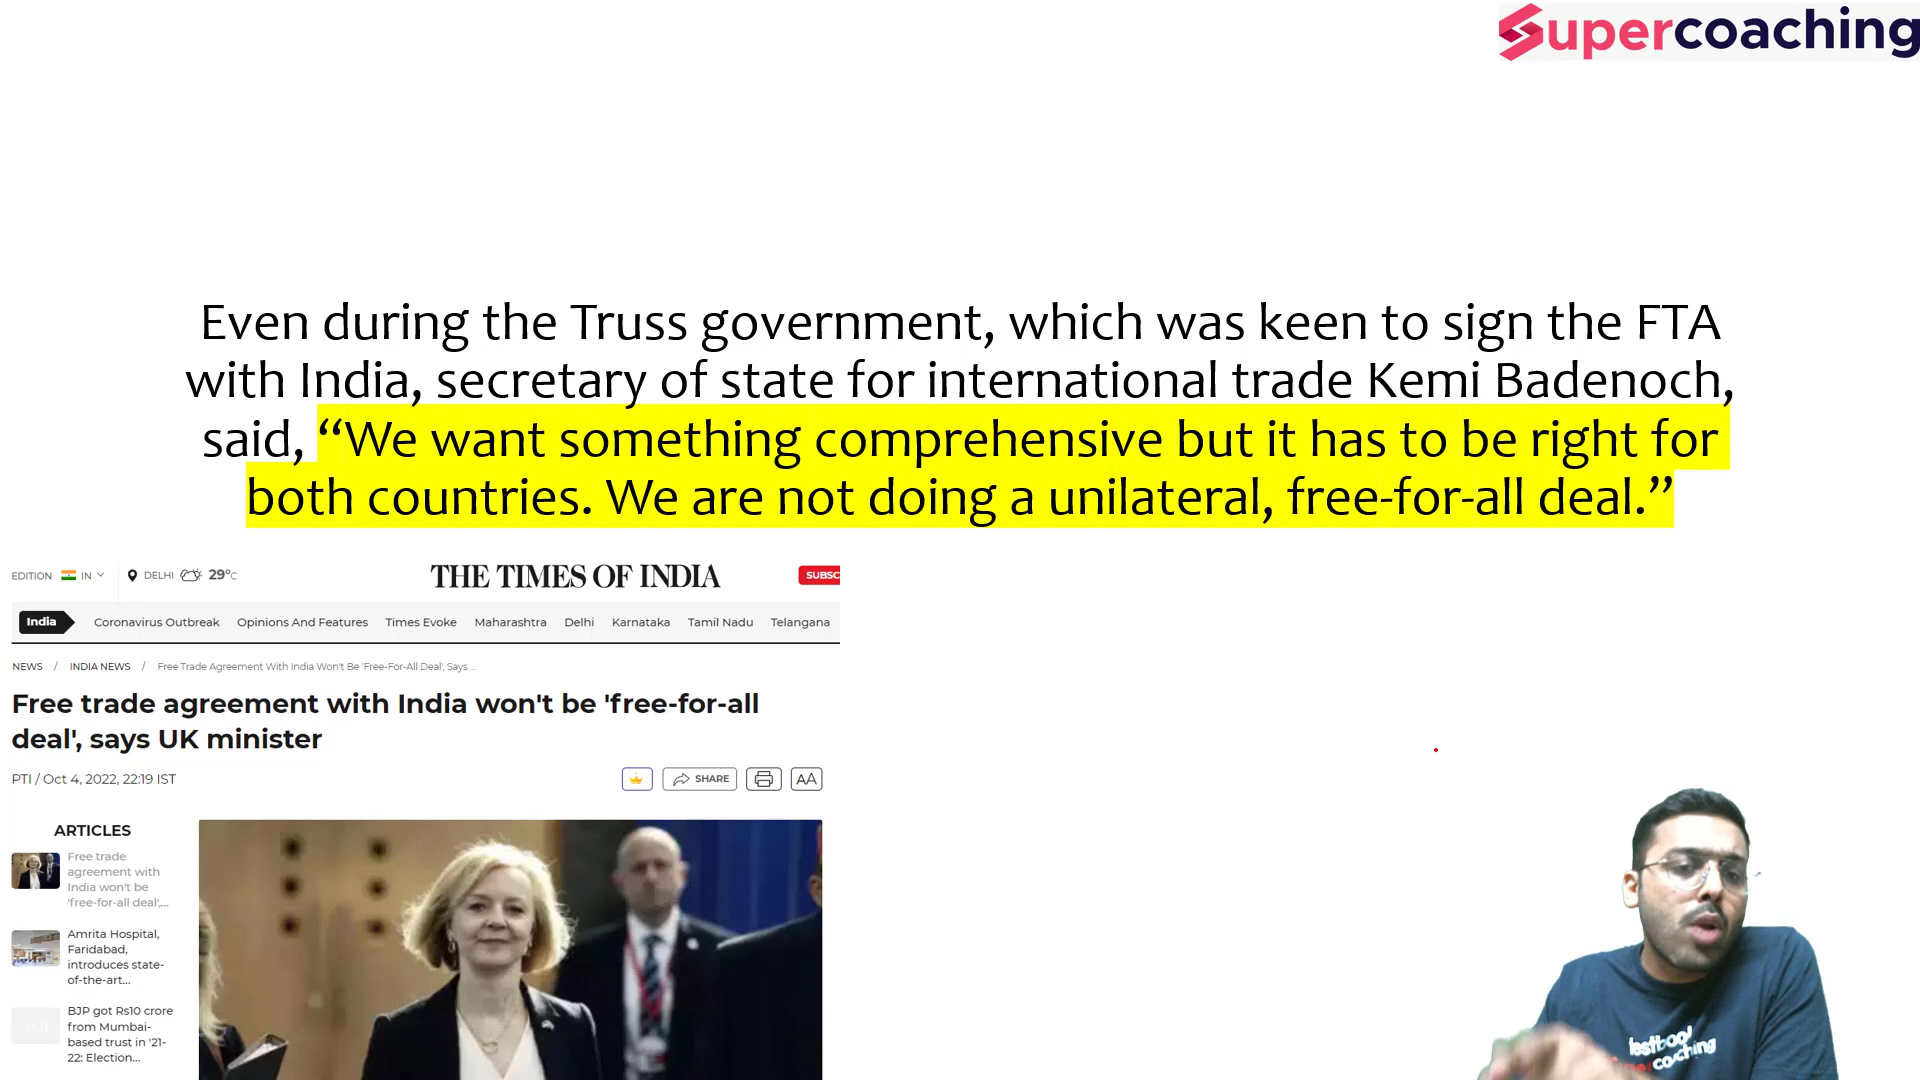 Supercoaching
Even during the Truss government, which was keen to sign the FTA
with India, secretary of state for international trade Kemi Badenoch,
said, “We want something comprehensive but it has to be right for
both countries. We are not doing a unilateral, free-for-all deal.”
EDITION IN DELHI 29°C THE TIMES OF INDIA SUBSC
India Coronavirus Outbreak Opinions And Features Times Evoke Maharashtra Delhi Karnataka Tamil Nadu Telangana
NEWS / INDIA NEWS / Free Trade Agreement With India Won't Be 'Free-For-All Deal', Says ...
Free trade agreement with India won't be 'free-for-all
deal', says UK minister
PTI / Oct 4, 2022, 22:19 IST SHARE AA
ARTICLES
Free trade
agreement with
India won't be
'free-for-all deal',...
Amrita Hospital,
Faridabad,
introduces state-
of-the-art...
BJP got Rs10 crore
from Mumbai-
based trust in '21-
22: Election...
testbook
coaching